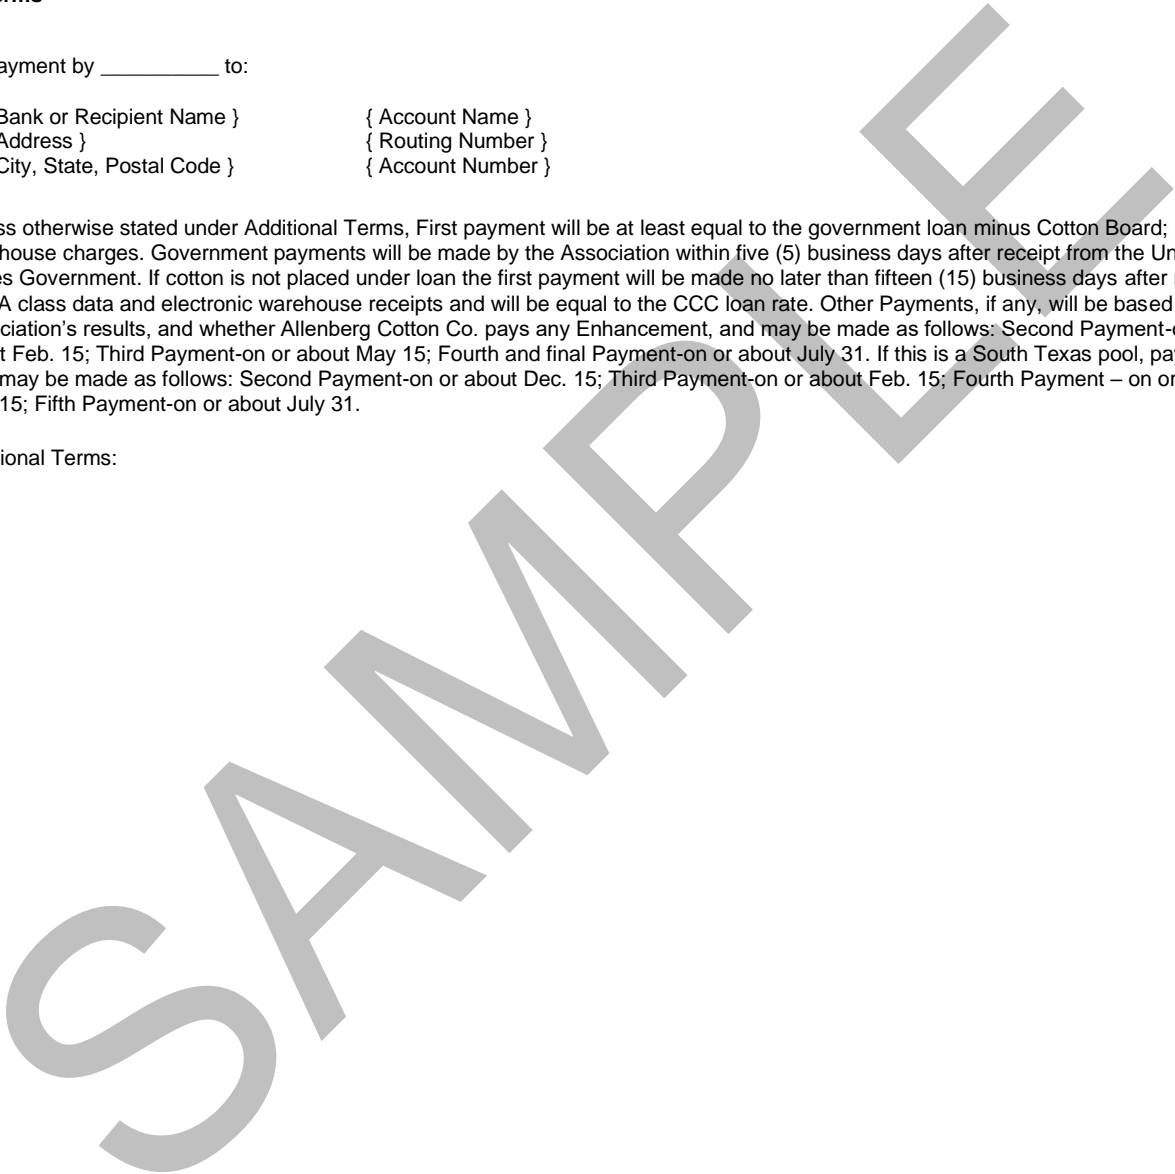 ayment by __________ to:
Bank or Recipient Name } { Account Name }
Address } { Routing Number }
City, State, Postal Code } { Account Number }
ss otherwise stated under Additional Terms, First payment will be at least equal to the government loan minus Cotton Board;
house charges. Government payments will be made by the Association within five (5) business days after receipt from the Un
es Government. If cotton is not placed under loan the first payment will be made no later than fifteen (15) business days after
A class data and electronic warehouse receipts and will be equal to the CCC loan rate. Other Payments, if any, will be based
ciation's results, and whether Allenberg Cotton Co. pays any Enhancement, and may be made as follows: Second Payment-
t Feb. 15; Third Payment-on or about May 15; Fourth and final Payment-on or about July 31. If this is a South Texas pool, pa
may be made as follows: Second Payment-on or about Dec. 15; Third Payment-on or about Feb. 15; Fourth Payment – on or
15; Fifth Payment-on or about July 31.
ional Terms:
SAMPLE